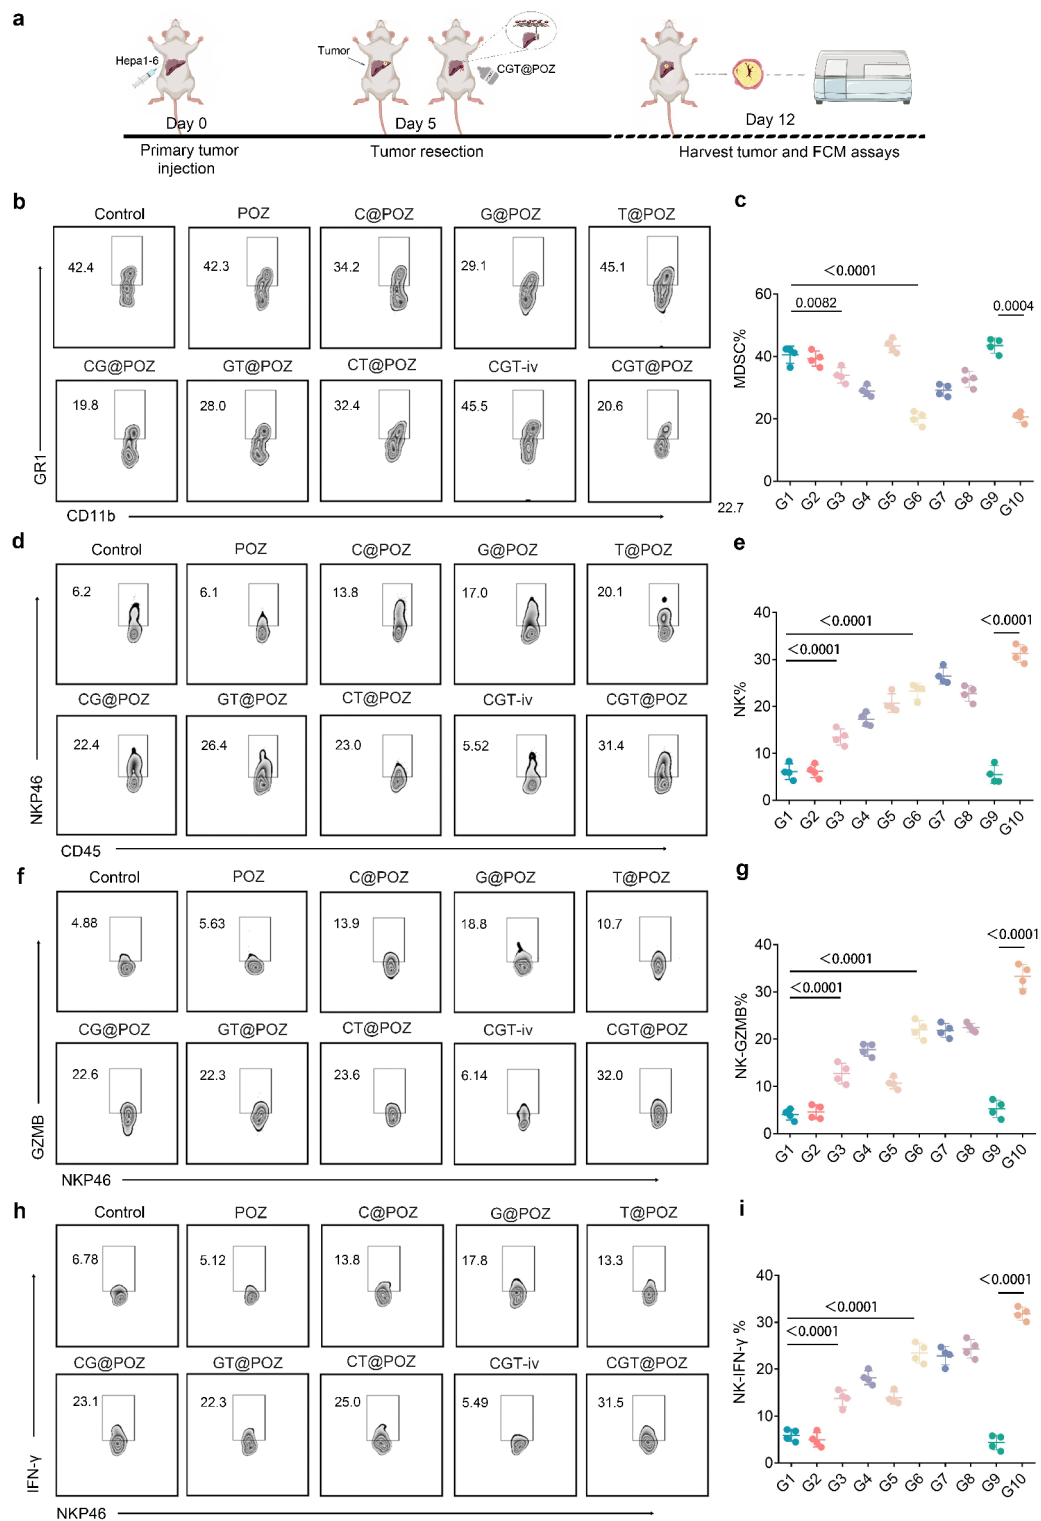 a
Hepa1-6
Tumor
CGT@POZ
Day 0
Day 5
Day 12
Primary tumor
injection
Tumor resection
Harvest tumor and FCM assays
b
Control
POZ
C@POZ
G@POZ
T@POZ
42.4
42.3
34.2
29.1
45.1
CG@POZ
GT@POZ
CT@POZ
CGT-iv
CGT@POZ
19.8
28.0
32.4
45.5
20.6
GR1
CD11b
22.7
c
<0.0001
0.0082
0.0004
MDSC%
60
40
20
0
G1
G2
G3
G4
G5
G6
G7
G8
G9
G10
d
Control
POZ
C@POZ
G@POZ
T@POZ
6.2
6.1
13.8
17.0
20.1
CG@POZ
GT@POZ
CT@POZ
CGT-iv
CGT@POZ
22.4
26.4
23.0
5.52
31.4
NKP46
CD45
e
<0.0001
<0.0001
<0.0001
NK%
40
30
20
10
0
G1
G2
G3
G4
G5
G6
G7
G8
G9
G10
f
Control
POZ
C@POZ
G@POZ
T@POZ
4.88
5.63
13.9
18.8
10.7
CG@POZ
GT@POZ
CT@POZ
CGT-iv
CGT@POZ
22.6
22.3
23.6
6.14
32.0
GZMB
NKP46
g
<0.0001
<0.0001
<0.0001
NK-GZMB%
40
30
20
10
0
G1
G2
G3
G4
G5
G6
G7
G8
G9
G10
h
Control
POZ
C@POZ
G@POZ
T@POZ
6.78
5.12
13.8
17.8
13.3
CG@POZ
GT@POZ
CT@POZ
CGT-iv
CGT@POZ
23.1
22.3
25.0
5.49
31.5
IFN-γ
NKP46
i
<0.0001
<0.0001
<0.0001
NK-IFN-γ %
40
30
20
10
0
G1
G2
G3
G4
G5
G6
G7
G8
G9
G10